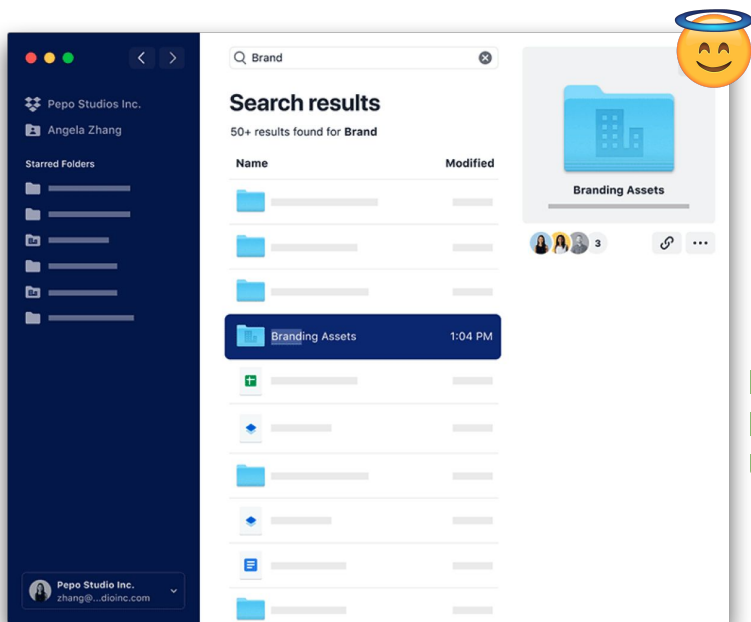 Pepo Studios Inc.
Angela Zhang
Starred Folders
Pepo Studio Inc.
zhang@...dioinc.com
Brand
Search results
50+ results found for Brand
Name Modified
Branding Assets 1:04 PM
Branding Assets
3